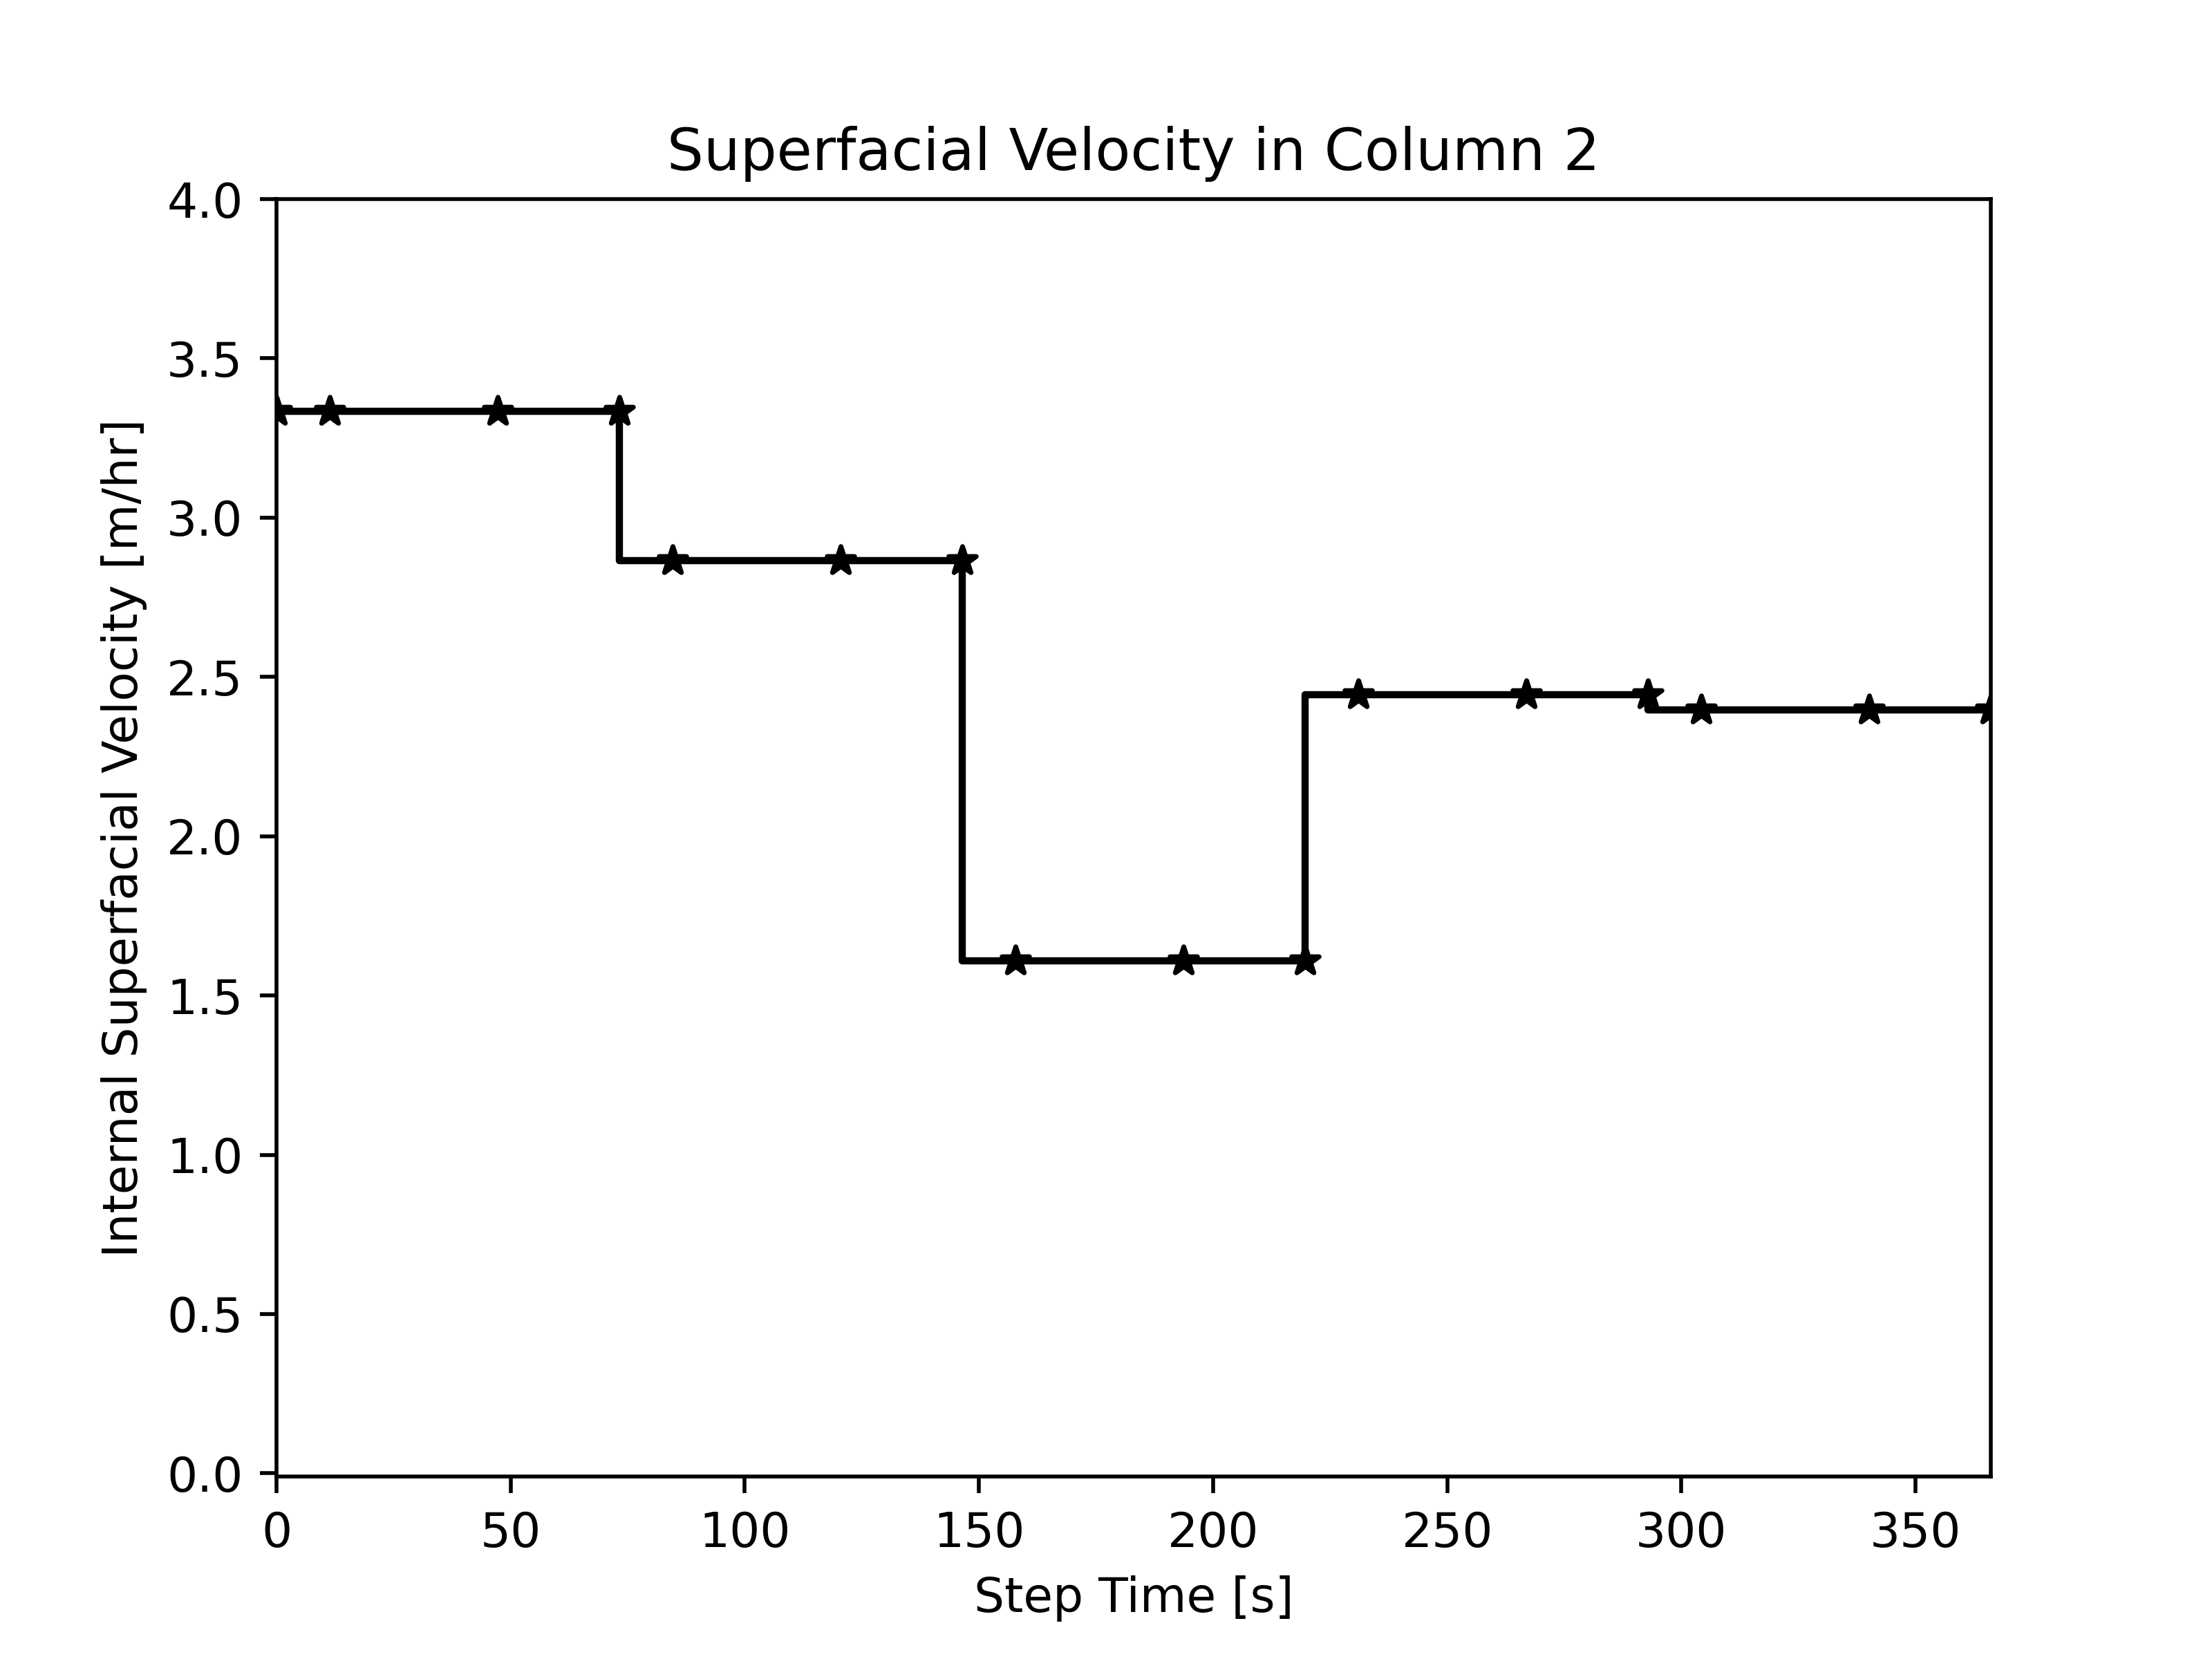 Superfacial Velocity in Column 2
Internal Superfacial Velocity [m/hr]
4.0
3.5
3.0
2.5
2.0
1.5
1.0
0.5
0.0
0 50 100 150 200 250 300 350
Step Time [s]